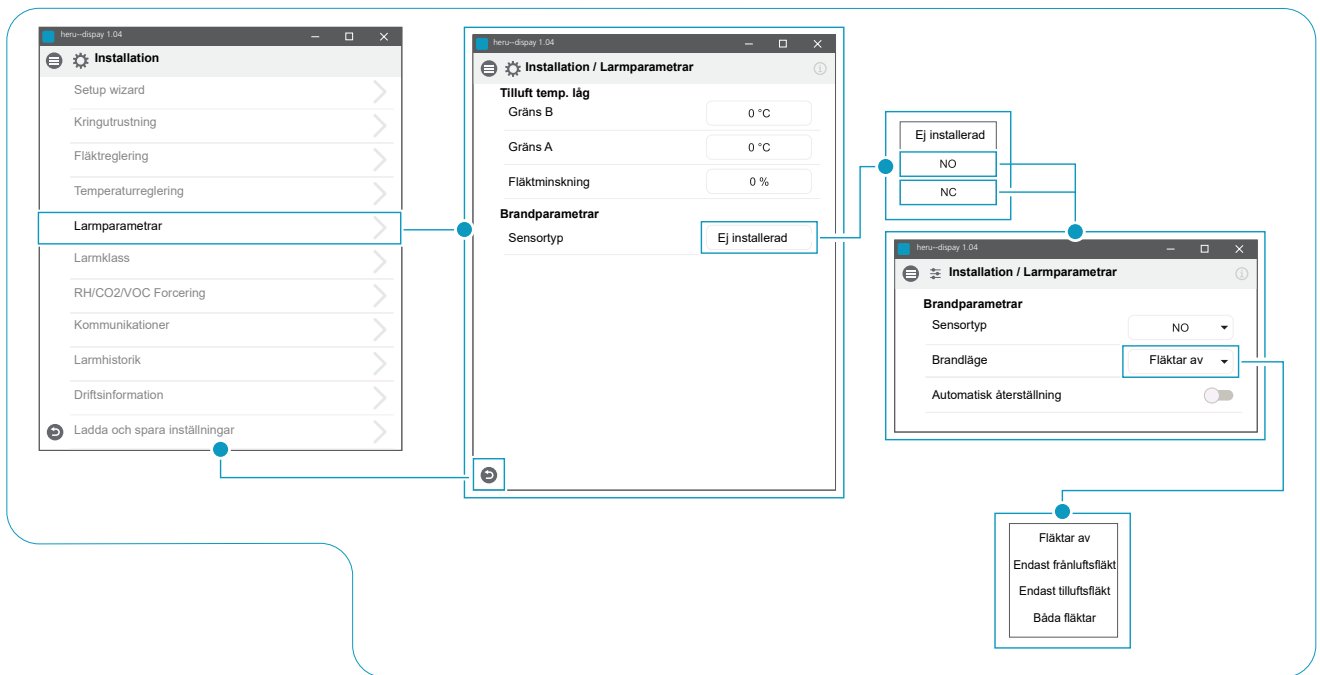 heru--dispay 1.04
Installation
Setup wizard
Kringutrustning
Fläktreglering
Temperaturreglering
Larmparametrar
Larmklass
RH/CO2/VOC Forcering
Kommunikationer
Larmhistorik
Driftsinformation
Ladda och spara inställningar
heru--dispay 1.04
Installation / Larmparametrar
Tilluft temp. låg
Gräns B 0 °C
Gräns A 0 °C
Fläktminskning 0 %
Brandparametrar
Sensortyp Ej installerad
Ej installerad
NO
NC
heru--dispay 1.04
Installation / Larmparametrar
Brandparametrar
Sensortyp NO
Brandläge Fläktar av
Automatisk återställning
Fläktar av
Endast frånluftsfläkt
Endast tilluftsfläkt
Båda fläktar